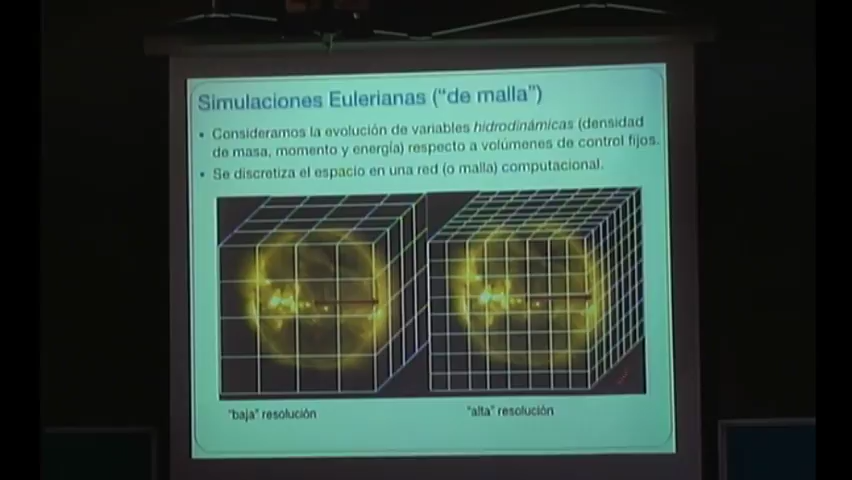 Simulaciones Eulerianas ("de malla")
• Consideramos la evolución de variables hidrodinámicas (densidad
de masa, momento y energía) respecto a volúmenes de control fijos.
• Se discretiza el espacio en una red (o malla) computacional.
"baja" resolución
"alta" resolución